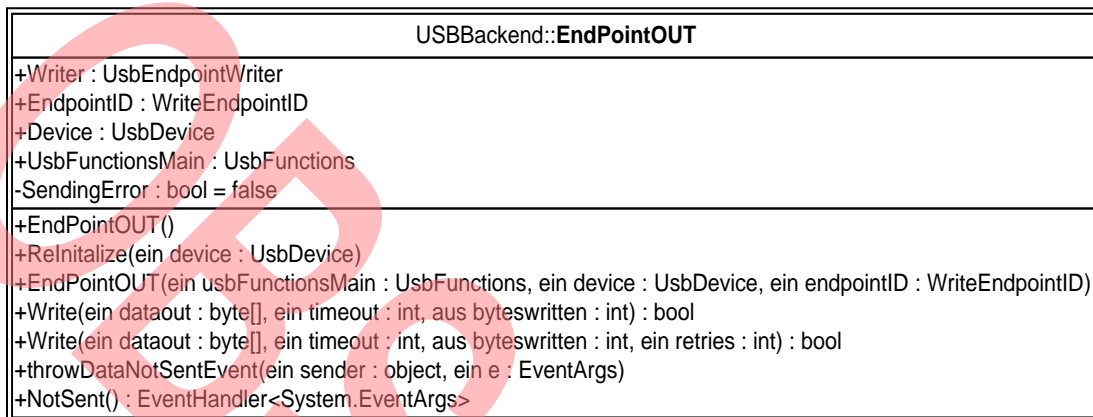 USBBackend::EndPointOUT
+Writer : UsbEndpointWriter
+EndpointID : WriteEndpointID
+Device : UsbDevice
+UsbFunctionsMain : UsbFunctions
-SendingError : bool = false
+EndPointOUT()
+ReInitalize(ein device : UsbDevice)
+EndPointOUT(ein usbFunctionsMain : UsbFunctions, ein device : UsbDevice, ein endpointID : WriteEndpointID)
+Write(ein dataout : byte[], ein timeout : int, aus byteswritten : int) : bool
+Write(ein dataout : byte[], ein timeout : int, aus byteswritten : int, ein retries : int) : bool
+throwDataNotSentEvent(ein sender : object, ein e : EventArgs)
+NotSent() : EventHandler<System.EventArgs>